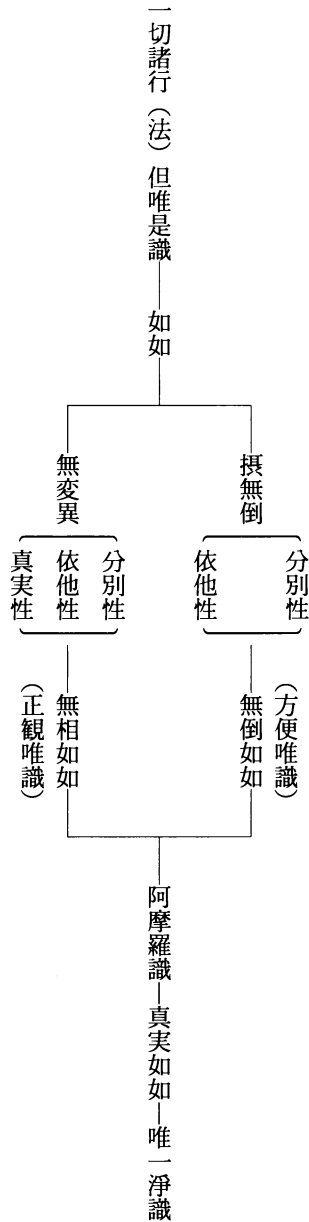 一切諸行（法）但唯是識
如如
摂無倒
分別性
依他性
（方便唯識）
無倒如如
無変異
分別性
依他性
真実性
無相如如
（正観唯識）
阿摩羅識
真実如如
唯一淨識